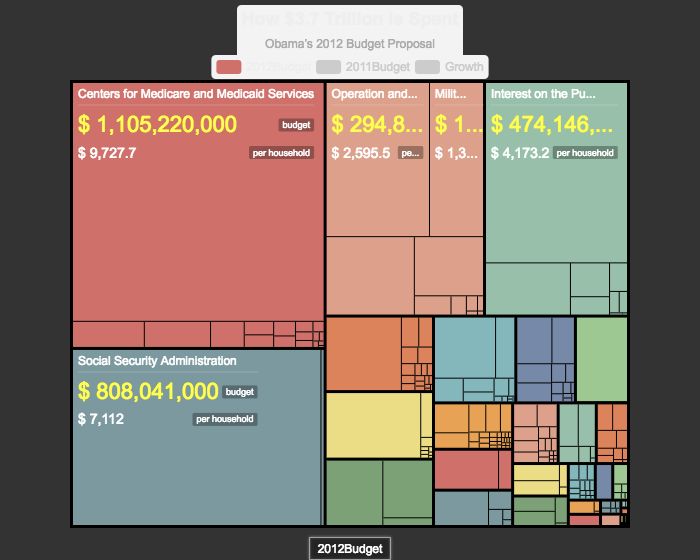 How $3.7 Trillion is Spent
Obama's 2012 Budget Proposal
2012Budget 2011Budget Growth
Centers for Medicare and Medicaid Services
$ 1,105,220,000 budget
$ 9,727.7 per household
Operation and...
$ 294,8...
$ 2,595.5 pe...
Milit...
$ 1...
$ 1,3...
Interest on the Pu...
$ 474,146,...
$ 4,173.2 per household
Social Security Administration
$ 808,041,000 budget
$ 7,112 per household
2012Budget